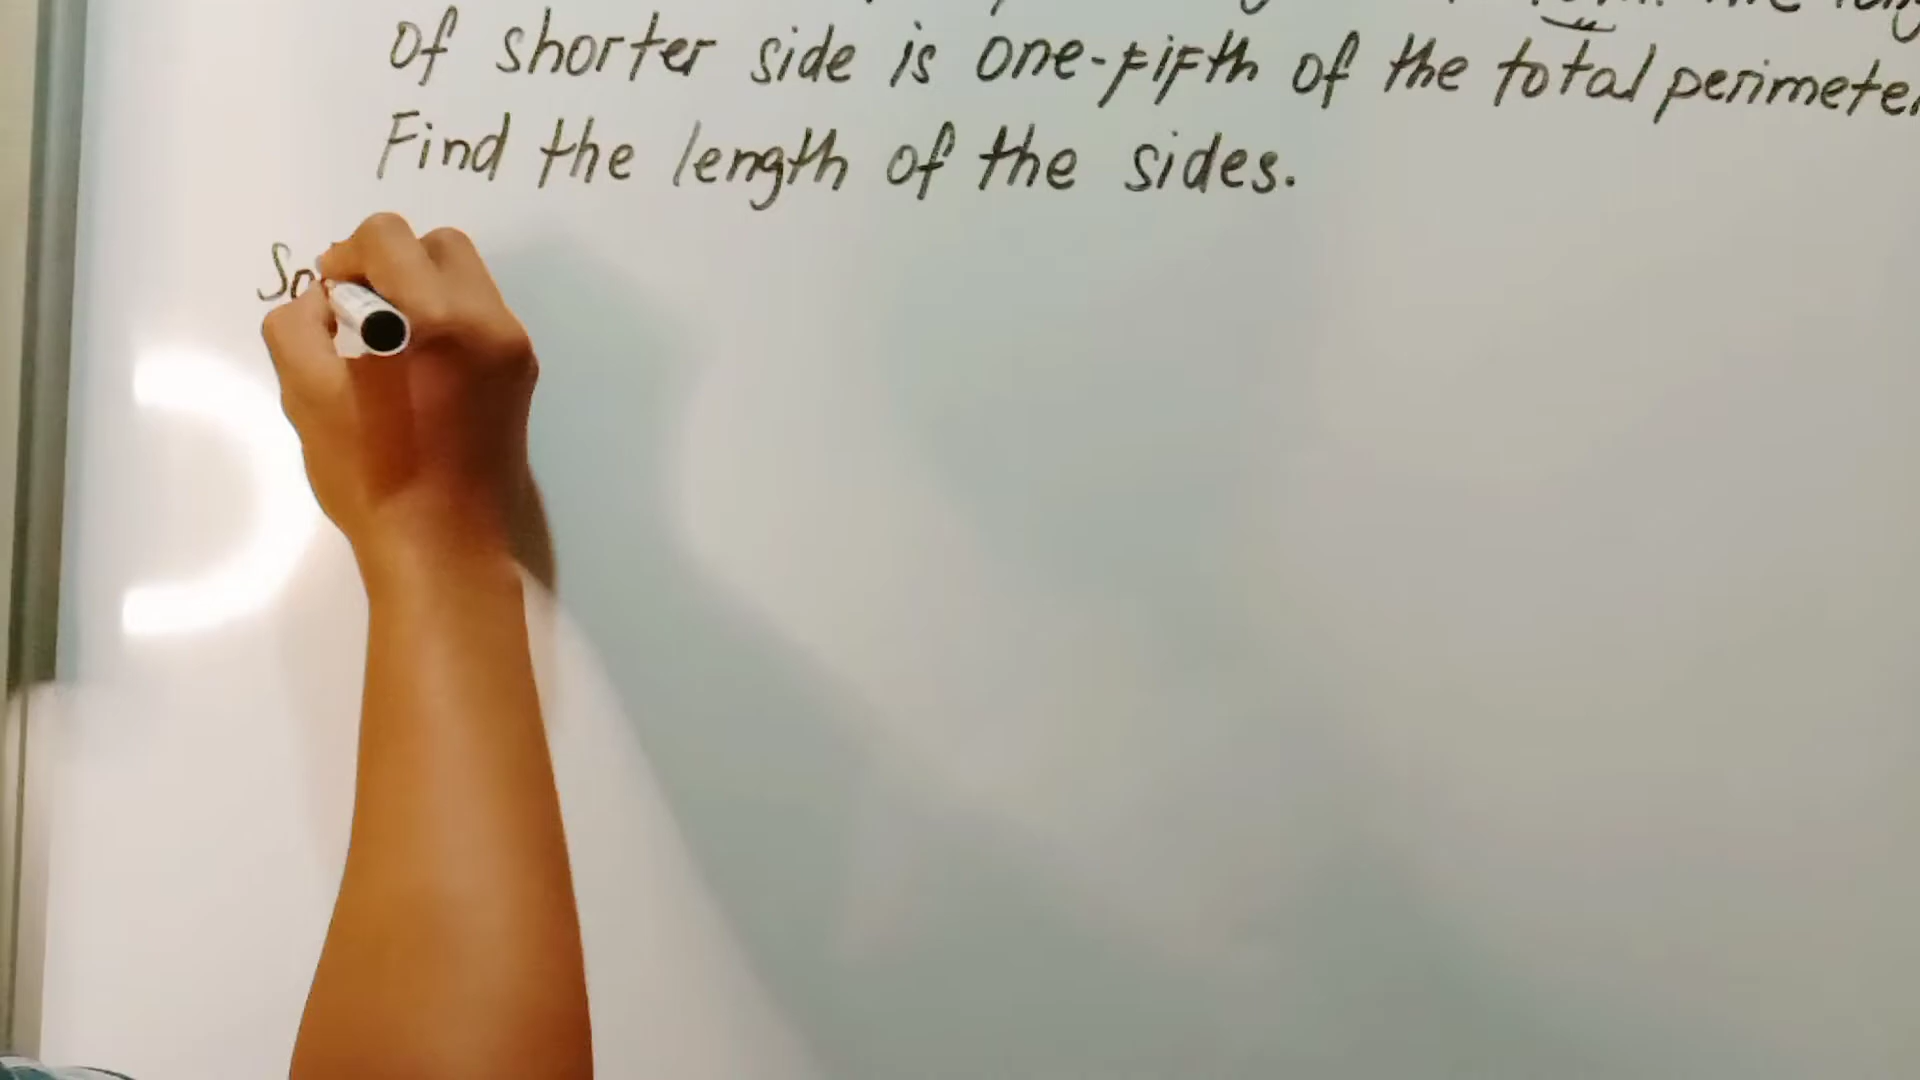 of shorter side is one-fifth of the total perimeter
Find the length of the sides.
So